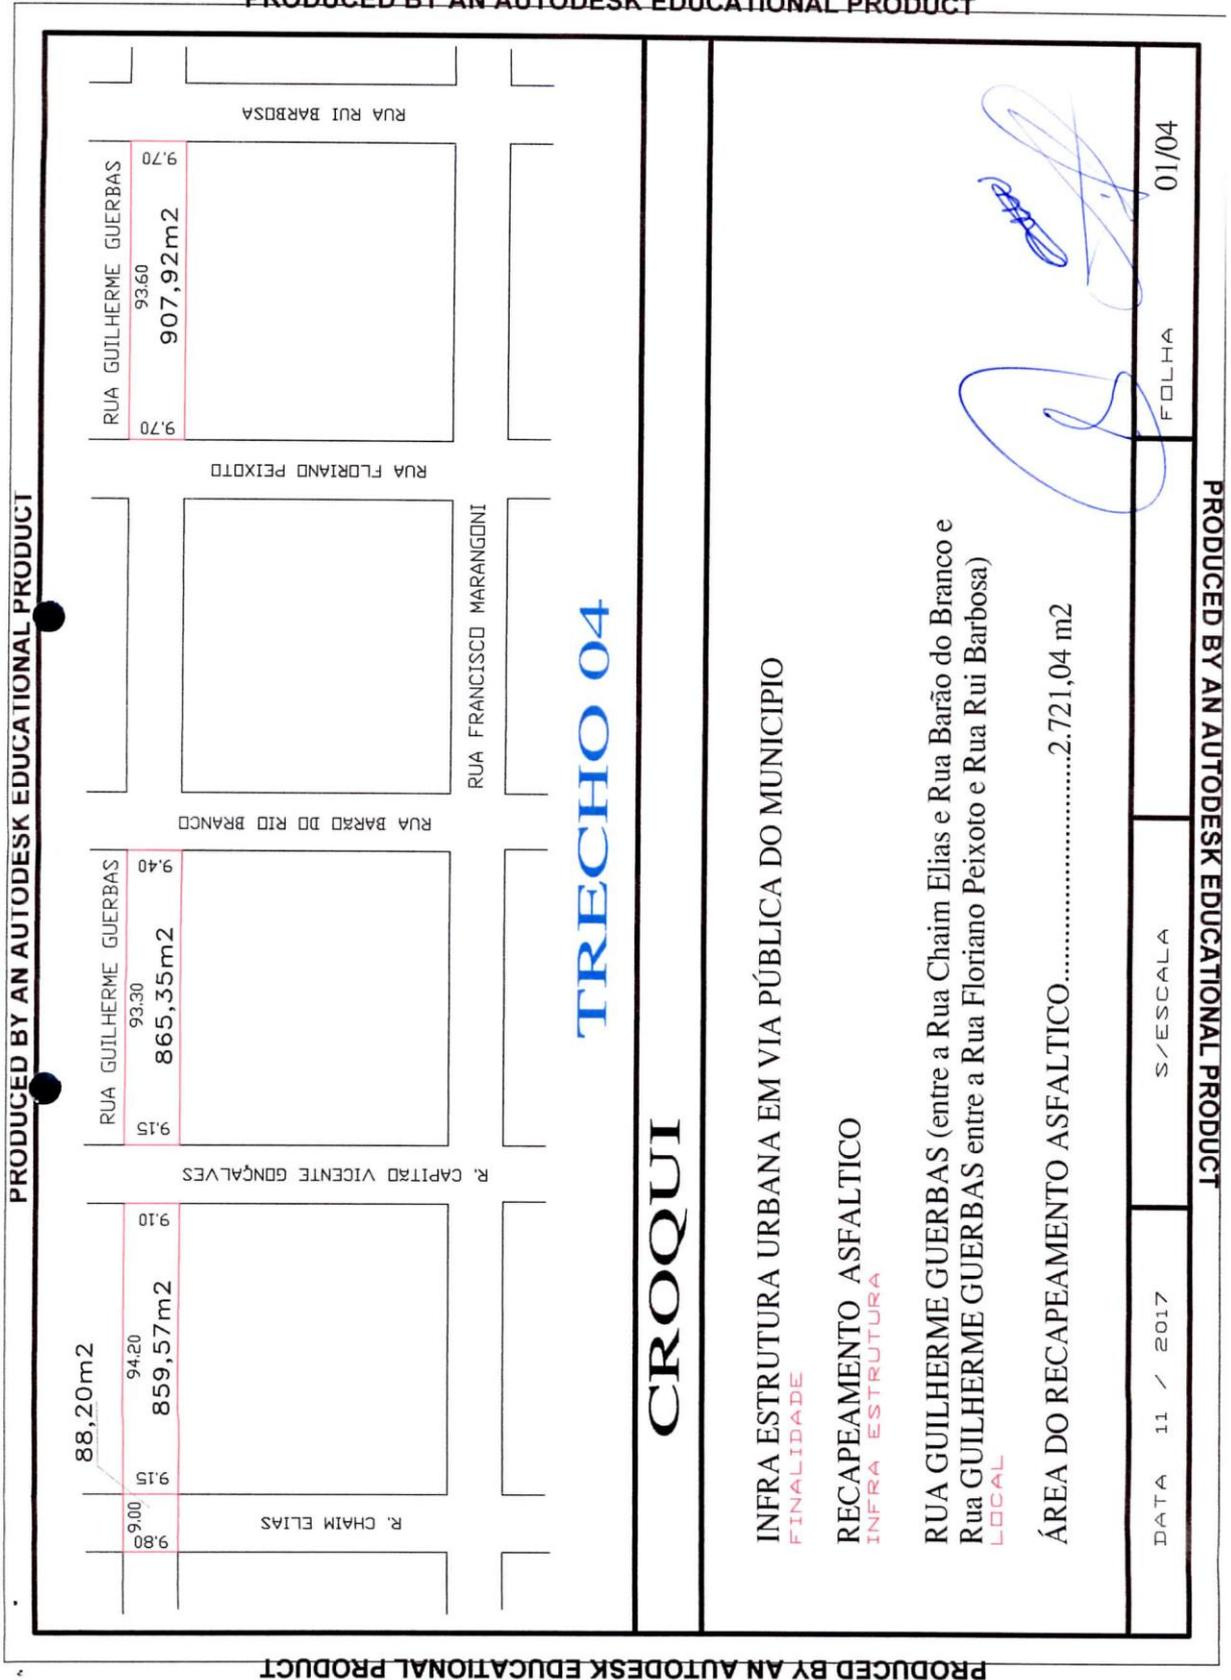 PRODUCED BY AN AUTODESK EDUCATIONAL PRODUCT
88,20m2
RUA GUILHERME GUERBAS
RUA GUILHERME GUERBAS
9.80
9.00
9.15
94.20
9.10
859,57m2
9.15
93.30
9.40
865,35m2
9.70
93.60
9.70
907,92m2
R. CHAIM ELIAS
R. CAPITÃO VICENTE GONÇALVES
RUA BARÃO DO RIO BRANCO
RUA FLORIANO PEIXOTO
RUA RUI BARBOSA
RUA FRANCISCO MARANGONI
TRECHO 04
CROQUI
INFRA ESTRUTURA URBANA EM VIA PÚBLICA DO MUNICIPIO
FINALIDADE
RECAPEAMENTO ASFALTICO
INFRA ESTRUTURA
RUA GUILHERME GUERBAS (entre a Rua Chaim Elias e Rua Barão do Branco e
Rua GUILHERME GUERBAS entre a Rua Floriano Peixoto e Rua Rui Barbosa)
LOCAL
ÁREA DO RECAPEAMENTO ASFALTICO................................2.721,04 m2
DATA 11 / 2017
S/ESCALA
FOLHA 01/04
PRODUCED BY AN AUTODESK EDUCATIONAL PRODUCT
PRODUCED BY AN AUTODESK EDUCATIONAL PRODUCT
PRODUCED BY AN AUTODESK EDUCATIONAL PRODUCT